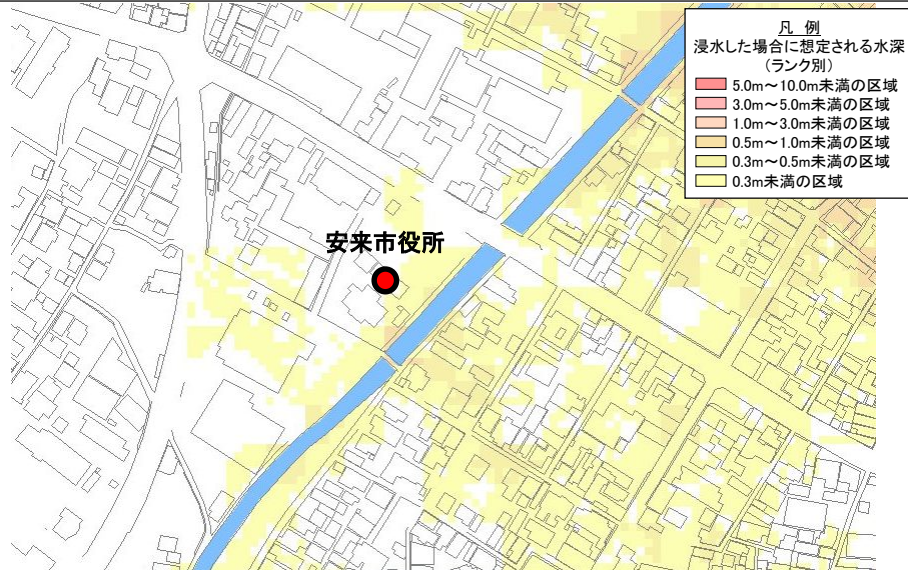 凡 例
浸水した場合に想定される水深
(ランク別)
5.0m~10.0m未満の区域
3.0m~5.0m未満の区域
1.0m~3.0m未満の区域
0.5m~1.0m未満の区域
0.3m~0.5m未満の区域
0.3m未満の区域
安来市役所